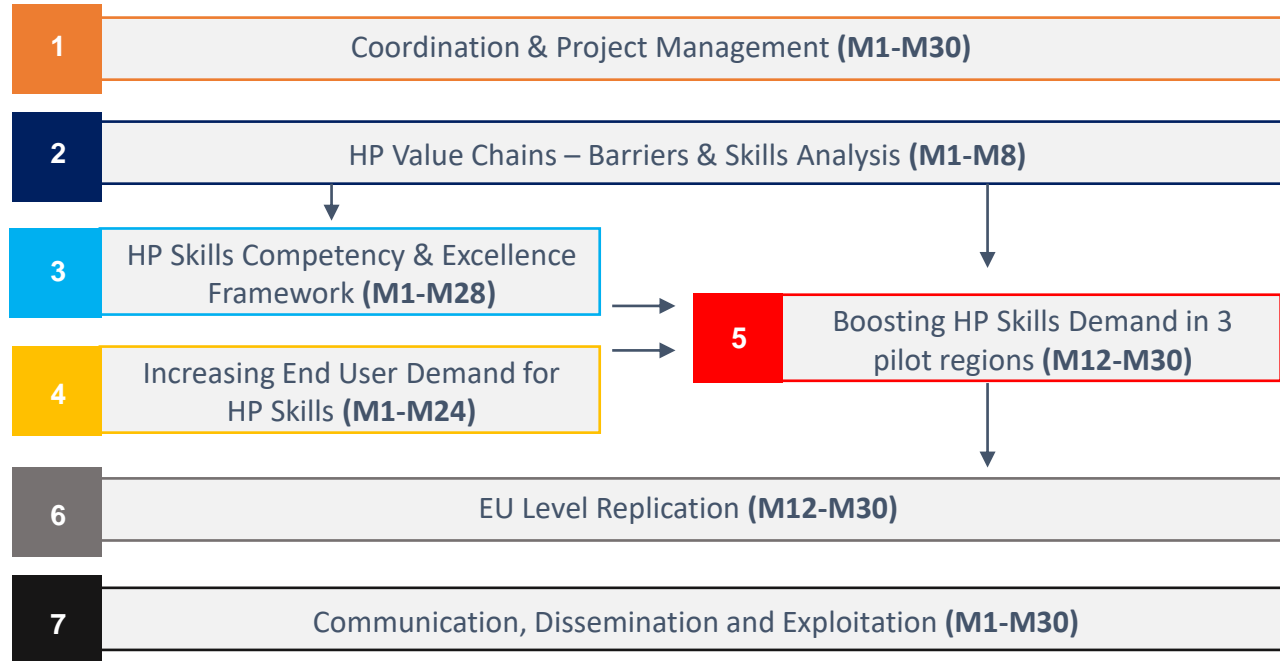 1
Coordination & Project Management (M1-M30)
2
HP Value Chains – Barriers & Skills Analysis (M1-M8)
3
HP Skills Competency & Excellence
Framework (M1-M28)
4
Increasing End User Demand for
HP Skills (M1-M24)
5
Boosting HP Skills Demand in 3
pilot regions (M12-M30)
6
EU Level Replication (M12-M30)
7
Communication, Dissemination and Exploitation (M1-M30)